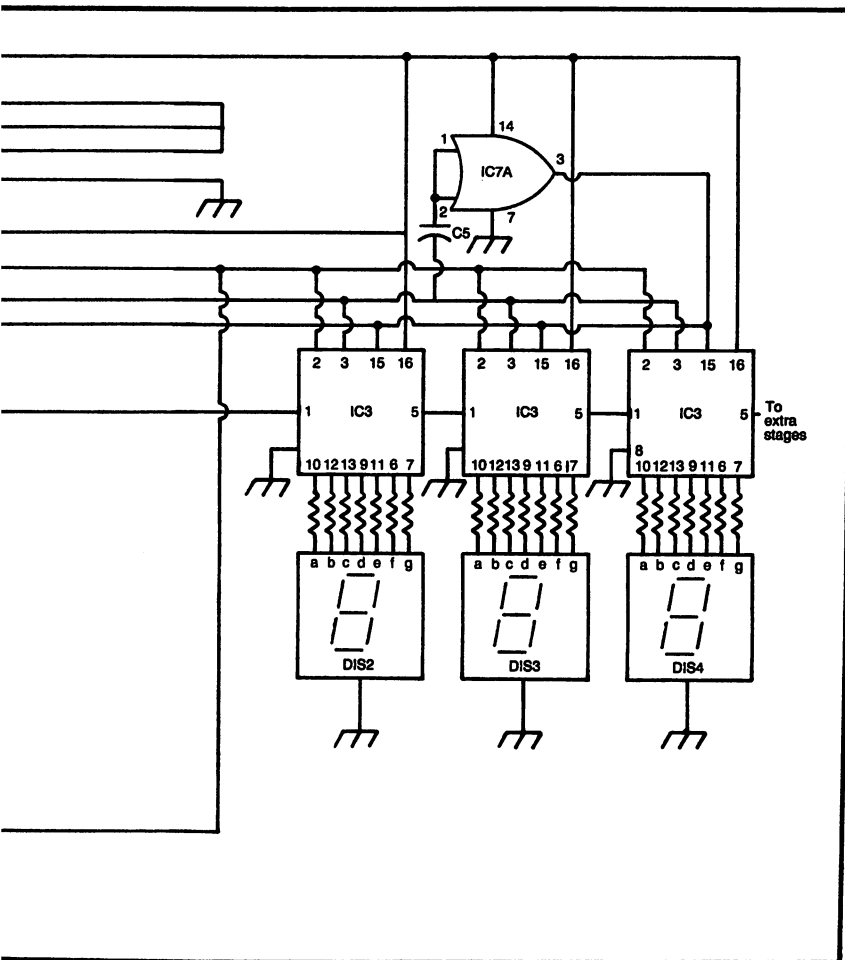 14
1
3
IC7A
2
7
C5
2 3 15 16
2 3 15 16
2 3 15 16
1 IC3 5
1 IC3 5
1 IC3 5
To
extra
stages
8
10 12 13 9 11 6 7
10 12 13 9 11 6 17
10 12 13 9 11 6 7
a b c d e f g
a b c d e f g
a b c d e f g
DIS2
DIS3
DIS4